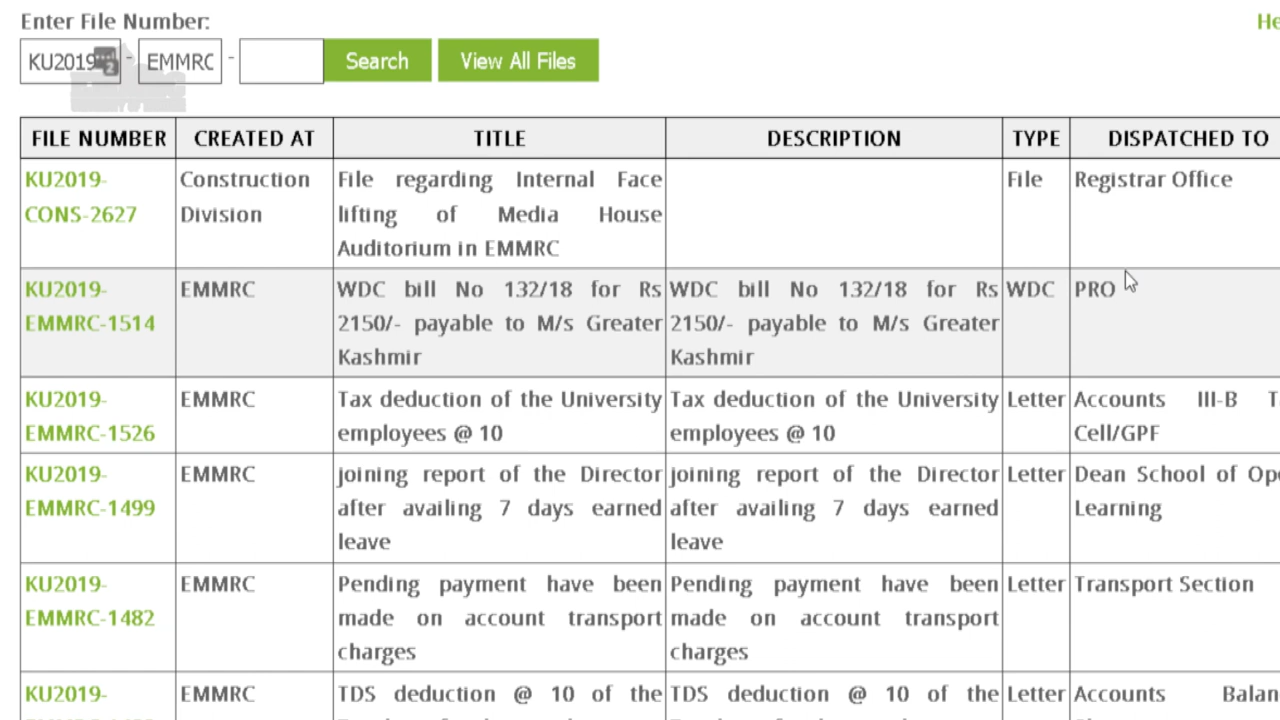 Enter File Number:
KU2019 - EMMRC - Search View All Files
FILE NUMBER CREATED AT TITLE DESCRIPTION TYPE DISPATCHED TO
KU2019- Construction File regarding Internal Face File Registrar Office
CONS-2627 Division lifting of Media House
Auditorium in EMMRC
KU2019- EMMRC WDC bill No 132/18 for Rs WDC bill No 132/18 for Rs WDC PRO
EMMRC-1514 2150/- payable to M/s Greater 2150/- payable to M/s Greater
Kashmir Kashmir
KU2019- EMMRC Tax deduction of the University Tax deduction of the University Letter Accounts III-B
EMMRC-1526 employees @ 10 employees @ 10 Cell/GPF
KU2019- EMMRC joining report of the Director joining report of the Director Letter Dean School of
EMMRC-1499 after availing 7 days earned after availing 7 days earned Learning
leave leave
KU2019- EMMRC Pending payment have been Pending payment have been Letter Transport Section
EMMRC-1482 made on account transport made on account transport
charges charges
KU2019- EMMRC TDS deduction @ 10 of the TDS deduction @ 10 of the Letter Accounts